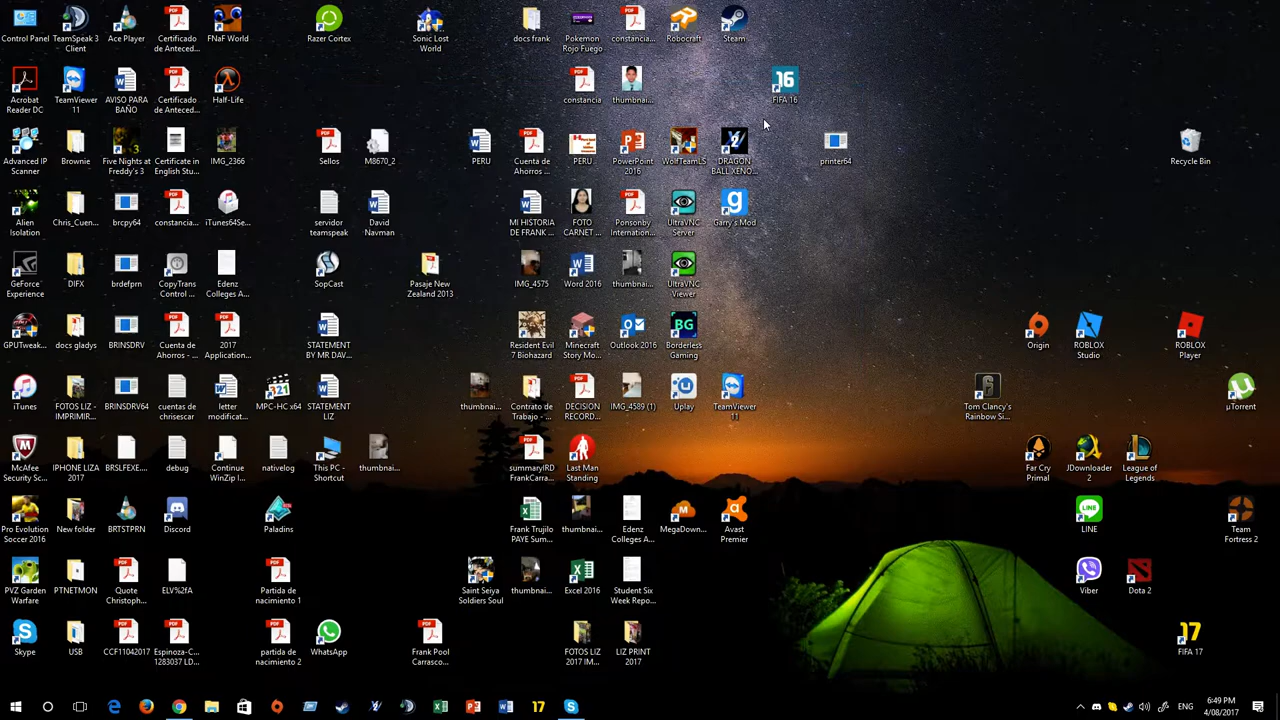 Control Panel
TeamSpeak 3
Client
Ace Player
Certificado
de Anteced...
FNaF World
Razer Cortex
Sonic Lost
World
docs frank
Pokemon
Rojo Fuego
constancia...
Robocraft
Steam
Acrobat
Reader DC
TeamViewer
11
AVISO PARA
BAÑO
Certificado
de Anteced...
Half-Life
constancia
thumbnai...
16
FIFA 16
Advanced IP
Scanner
Brownie
Five Nights at
Freddy's 3
Certificate in
English Stu...
IMG_2366
Sellos
M8670_2
PERU
Cuenta de
Ahorros ...
PERU
PowerPoint
2016
WolfTeamLS
DRAGON
BALL XENO...
printer64
Recycle Bin
Alien
Isolation
Chris_Cuen...
brcpy64
constancia...
iTunes64Se...
servidor
teamspeak
David
Navman
MI HISTORIA
DE FRANK ...
FOTO
CARNET ...
Ponsonby
Internation...
UltraVNC
Server
Garry's Mod
GeForce
Experience
DIFX
brdefprn
CopyTrans
Control ...
Edenz
Colleges A...
SopCast
Pasaje New
Zealand 2013
IMG_4575
Word 2016
thumbnai...
UltraVNC
Viewer
GPUTweak...
docs gladys
BRINSDRV
Cuenta de
Ahorros - ...
2017
Application...
STATEMENT
BY MR DAV...
Resident Evil
7 Biohazard
Minecraft
Story Mo...
Outlook 2016
BG
Borderless
Gaming
Origin
ROBLOX
Studio
ROBLOX
Player
iTunes
FOTOS LIZ -
IMPRIMIR...
BRINSDRV64
cuentas de
chrisescar
letter
modificat...
321
MPC-HC x64
STATEMENT
LIZ
thumbnai...
Contrato de
Trabajo - ...
DECISION
RECORD...
IMG_4589 (1)
Uplay
TeamViewer
11
Tom Clancy's
Rainbow Si...
µTorrent
McAfee
Security Sc...
IPHONE LIZA
2017
BRSLFEXE....
debug
Continue
WinZip I...
nativelog
This PC -
Shortcut
thumbnai...
summaryIRD
FrankCarra...
Last Man
Standing
Far Cry
Primal
JDownloader
2
League of
Legends
Pro Evolution
Soccer 2016
New folder
BRTSTPRN
Discord
Paladins
Frank Trujilo
PAYE Sum...
thumbnai...
Edenz
Colleges A...
MegaDown...
Avast
Premier
LINE
LINE
Team
Fortress 2
PVZ Garden
Warfare
PTNETMON
Quote
Christoph...
ELV%2fA
Partida de
nacimiento 1
Saint Seiya
Soldiers Soul
thumbnai...
Excel 2016
Student Six
Week Repo...
Viber
Dota 2
Skype
USB
CCF11042017
Espinoza-C...
1283037 LD...
partida de
nacimiento 2
WhatsApp
Frank Pool
Carrasco...
FOTOS LIZ
2017 IM...
LIZ PRINT
2017
17
FIFA 17
17
ENG
6:49 PM
4/08/2017